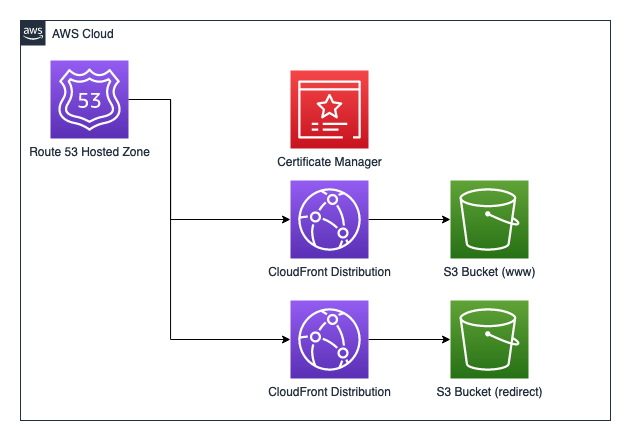 aws
AWS Cloud
53
Route 53 Hosted Zone
Certificate Manager
CloudFront Distribution
S3 Bucket (www)
CloudFront Distribution
S3 Bucket (redirect)